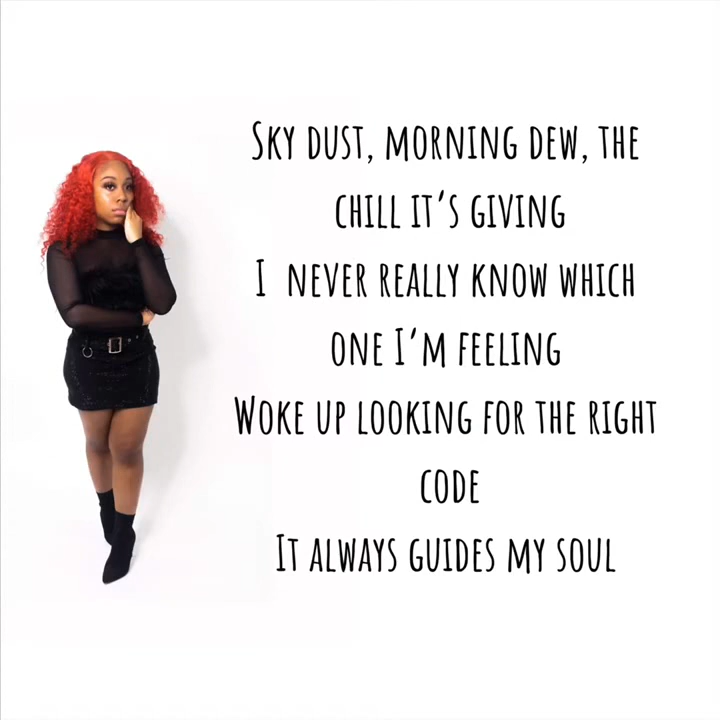 Sky dust, morning dew, the
chill it's giving
I never really know which
one I'm feeling
Woke up looking for the right
code
It always guides my soul